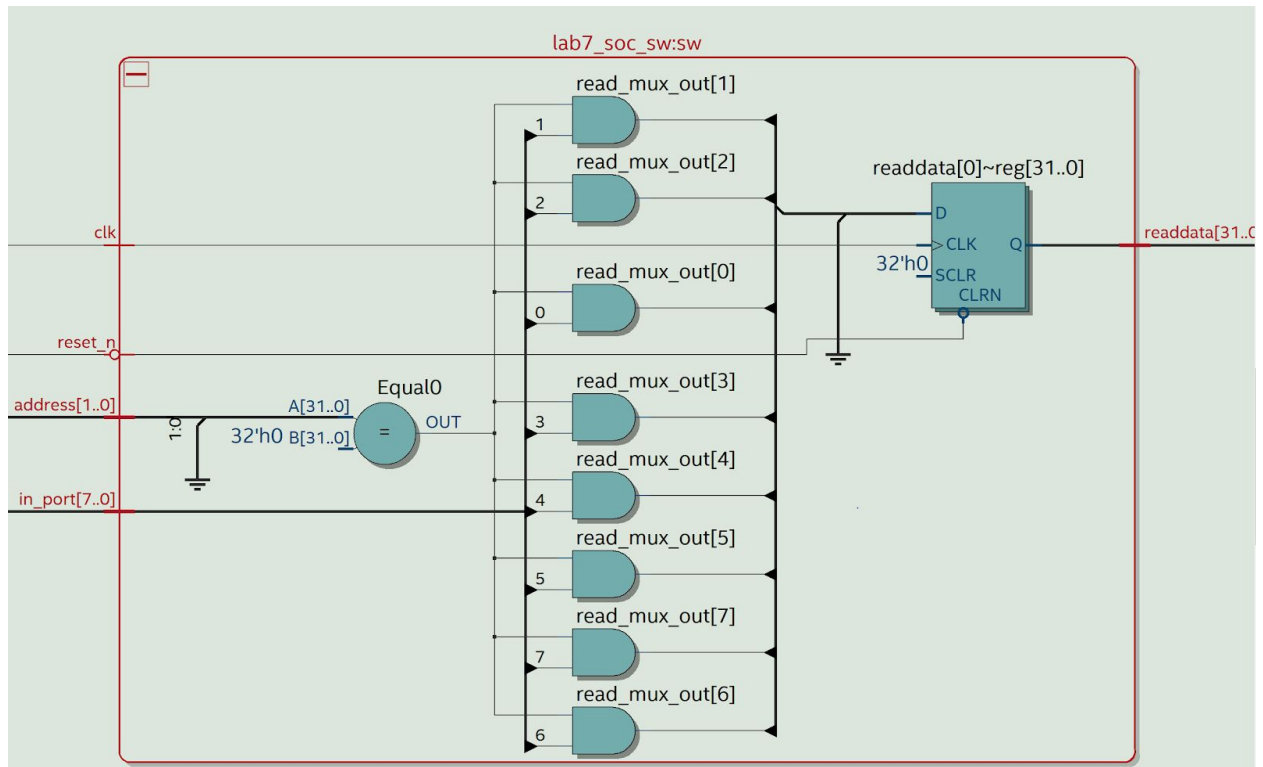 lab7_soc_sw:sw
read_mux_out[1]
1
read_mux_out[2]
2
readdata[0]~reg[31..0]
D
clk
CLK
Q
readdata[31..0
32'h0
SCLR
CLRN
read_mux_out[0]
0
reset_n
Equal0
read_mux_out[3]
address[1..0]
1:0
A[31..0]
32'h0
B[31..0]
=
OUT
3
read_mux_out[4]
in_port[7..0]
4
read_mux_out[5]
5
read_mux_out[7]
7
read_mux_out[6]
6